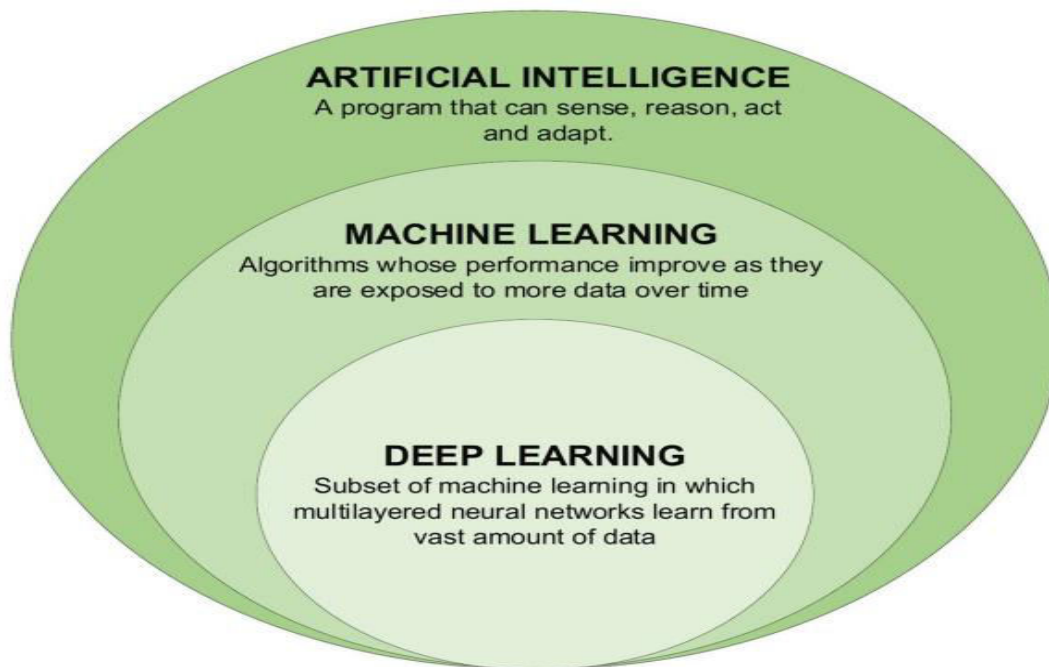 ARTIFICIAL INTELLIGENCE
A program that can sense, reason, act
and adapt.
MACHINE LEARNING
Algorithms whose performance improve as they
are exposed to more data over time
DEEP LEARNING
Subset of machine learning in which
multilayered neural networks learn from
vast amount of data